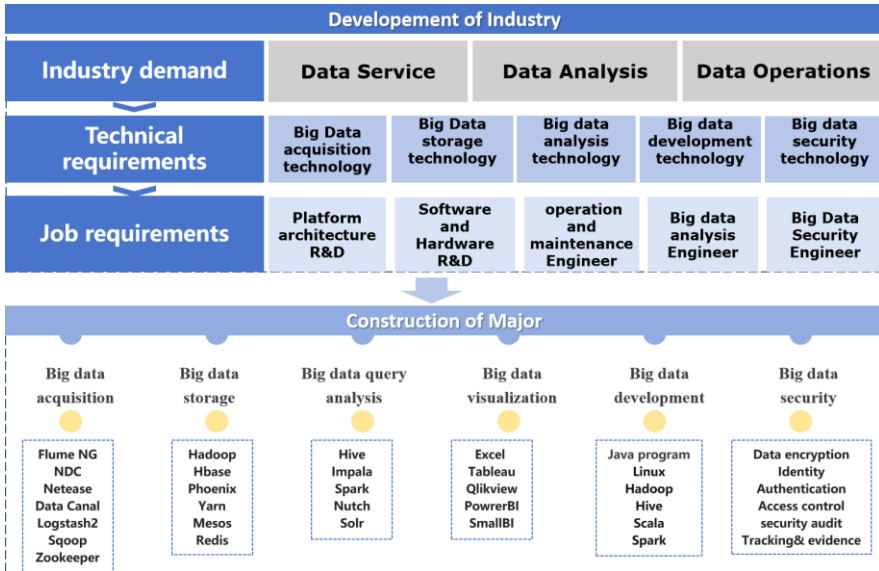 Developement of Industry
Industry demand
Data Service
Data Analysis
Data Operations
Technical
requirements
Big Data
acquisition
technology
Big Data
storage
technology
Big data
analysis
technology
Big data
development
technology
Big data
security
technology
Job requirements
Platform
architecture
R&D
Software
and
Hardware
R&D
operation
and
maintenance
Engineer
Big data
analysis
Engineer
Big Data
Security
Engineer
Construction of Major
Big data
acquisition
Big data
storage
Big data query
analysis
Big data
visualization
Big data
development
Big data
security
Flume NG
NDC
Netease
Data Canal
Logstash2
Sqoop
Zookeeper
Hadoop
Hbase
Phoenix
Yarn
Mesos
Redis
Hive
Impala
Spark
Nutch
Solr
Excel
Tableau
Qlikview
PowrerBI
SmallBI
Java program
Linux
Hadoop
Hive
Scala
Spark
Data encryption
Identity
Authentication
Access control
security audit
Tracking& evidence